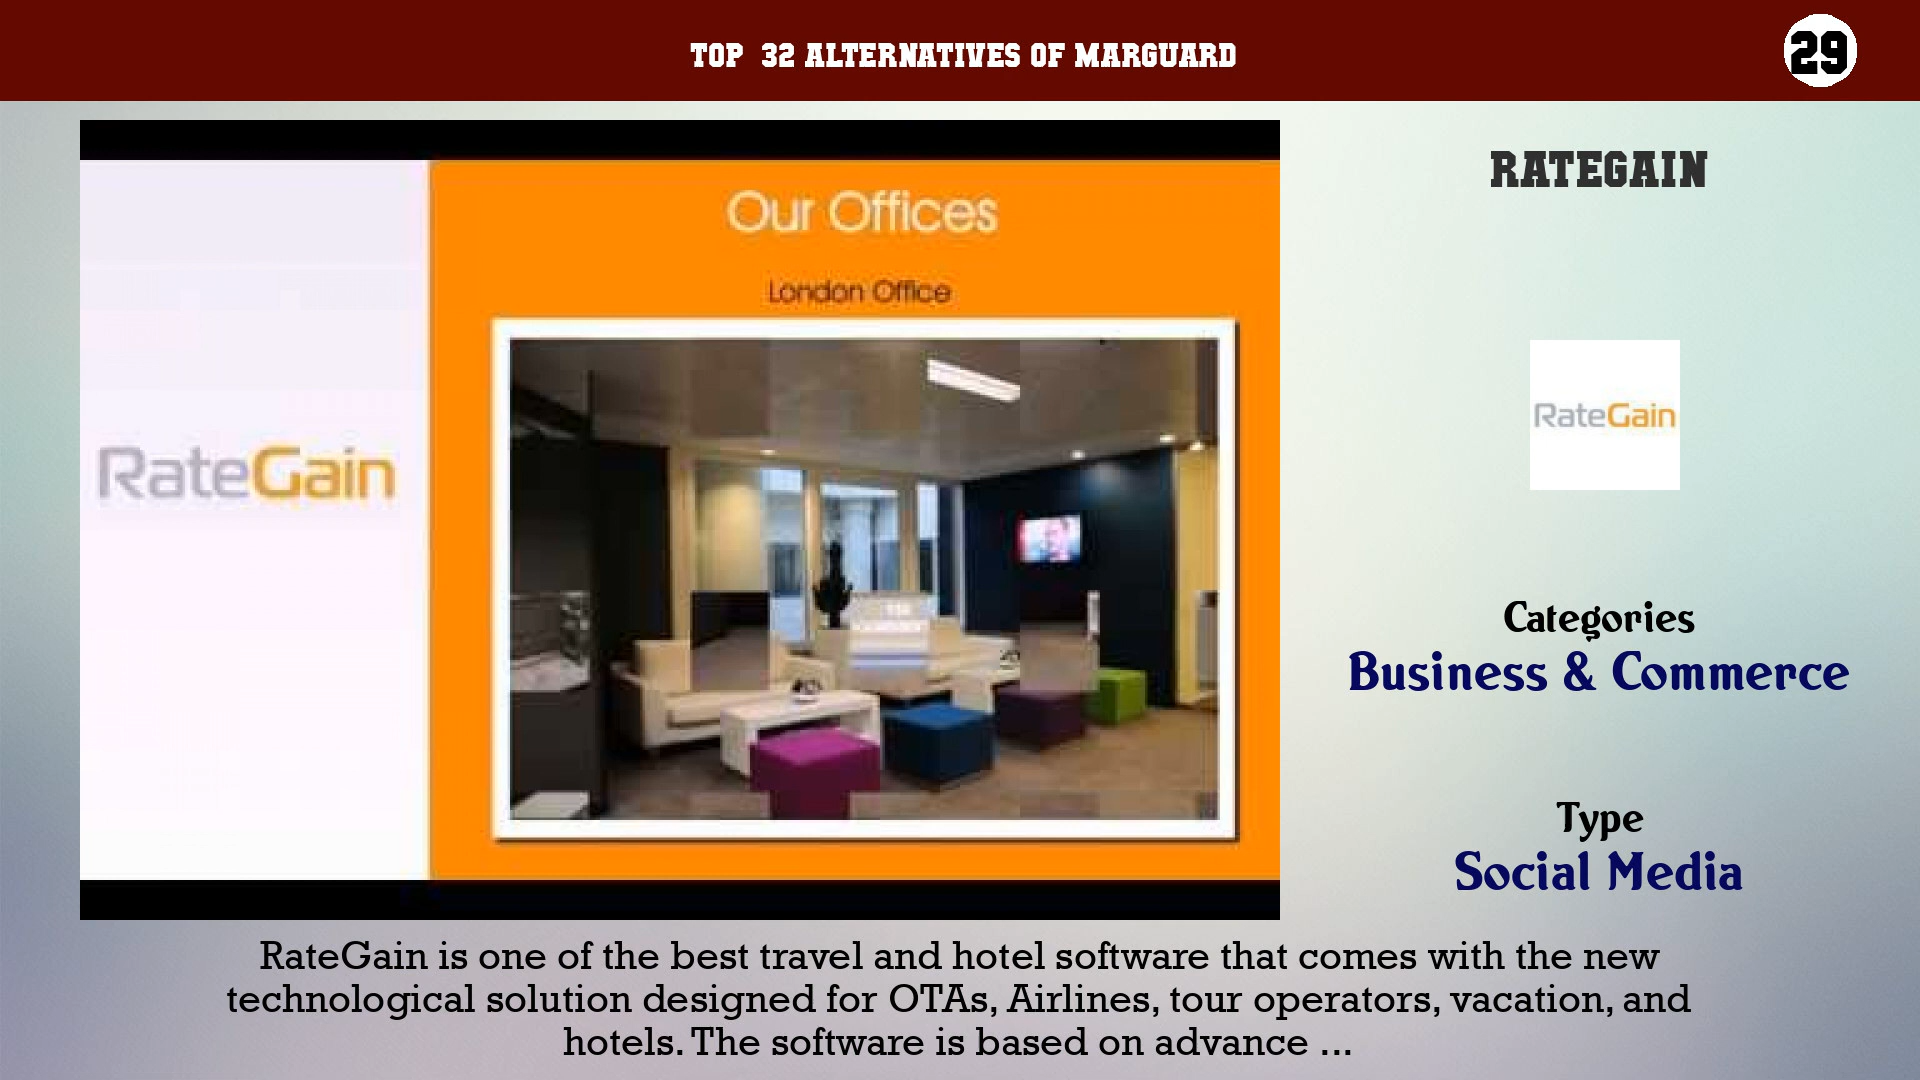 TOP 32 ALTERNATIVES OF MARGUARD
29
Our Offices
London Office
RateGain
RATEGAIN
RateGain
Categories
Business & Commerce
Type
Social Media
RateGain is one of the best travel and hotel software that comes with the new
technological solution designed for OTAs, Airlines, tour operators, vacation, and
hotels. The software is based on advance ...